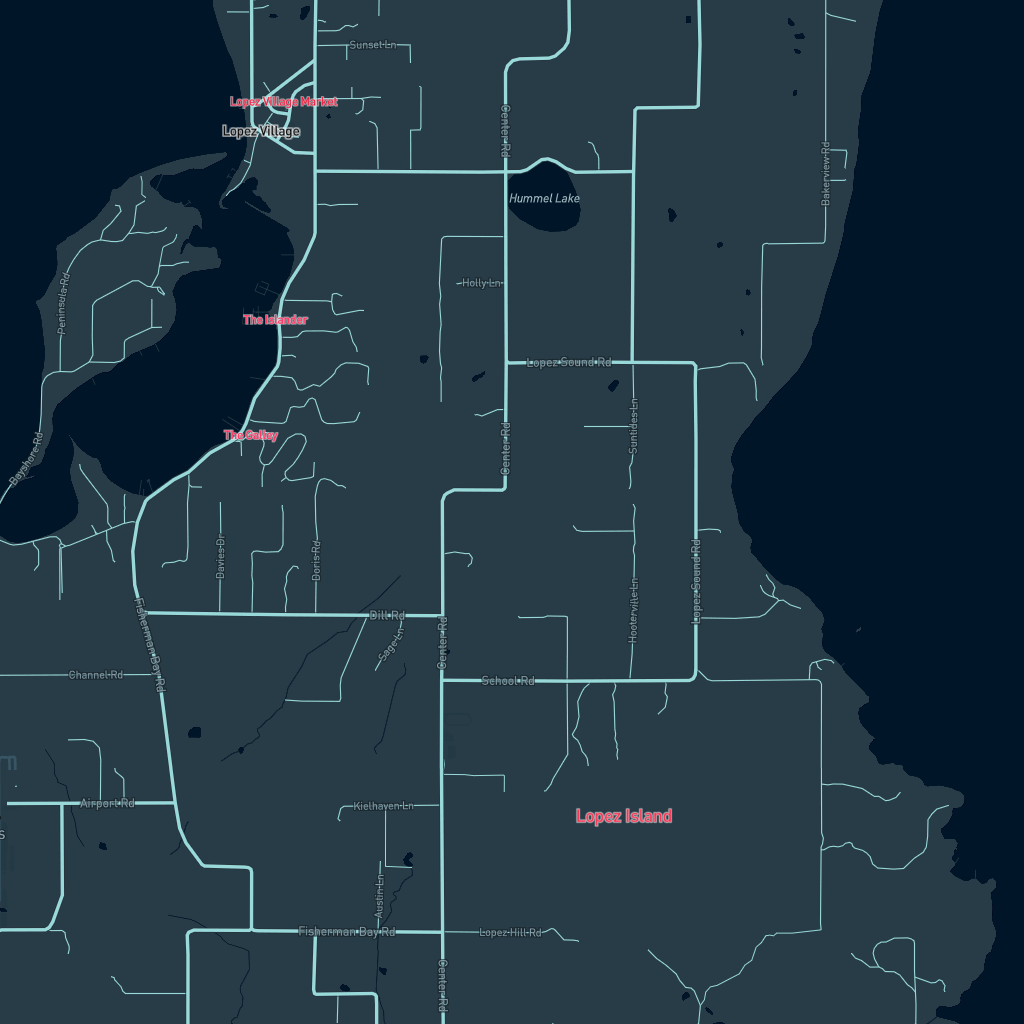 Sunset Ln
Lopez Village Market
Lopez Village
Center Rd
Bakerview Rd
Hummel Lake
Peninsula Rd
Holly Ln
The Islander
Lopez Sound Rd
Suntides Ln
The Galley
Center Rd
Bayshore Rd
Davies Dr
Doris Rd
Lopez Sound Rd
Hooterville Ln
Dill Rd
Fisherman Bay Rd
Sage Ln
Center Rd
Channel Rd
School Rd
m
Airport Rd
Kielhaven Ln
Lopez Island
s
Austin Ln
Fisherman Bay Rd
Lopez Hill Rd
Center Rd